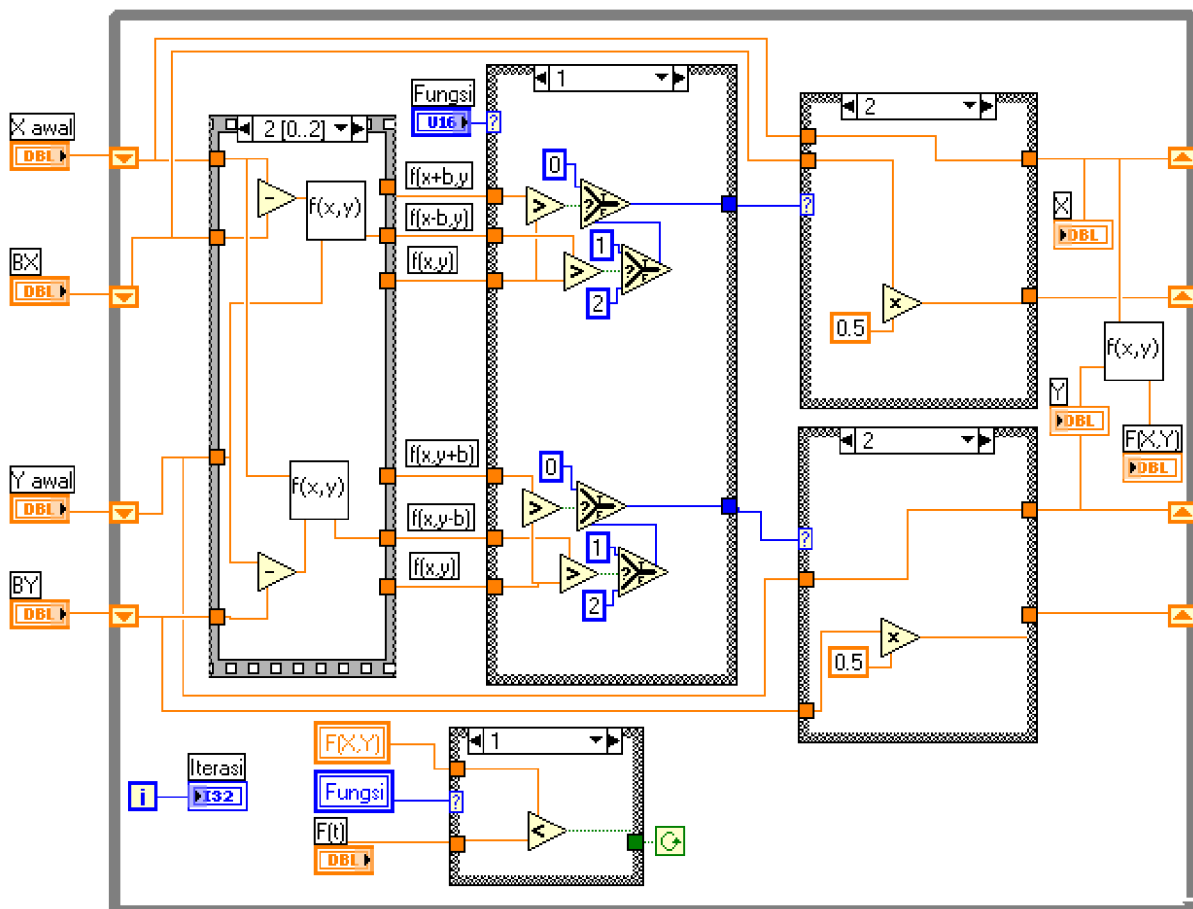 X awal
DBL
BX
DBL
Y awal
DBL
BY
DBL
2 [0..2]
-
f(x,y)
f(x,y)
-
Fungsi
U16
?
f(x+b,y
f(x-b,y)
f(x,y)
f(x,y+b)
f(x,y-b)
f(x,y)
1
0
>
?
F
1
>
?
F
2
0
>
?
F
1
>
?
F
2
2
?
x
0.5
2
?
x
0.5
X
DBL
f(x,y)
Y
DBL
F(X,Y)
DBL
i
Iterasi
I32
F(X,Y)
Fungsi
F(t)
DBL
1
?
<